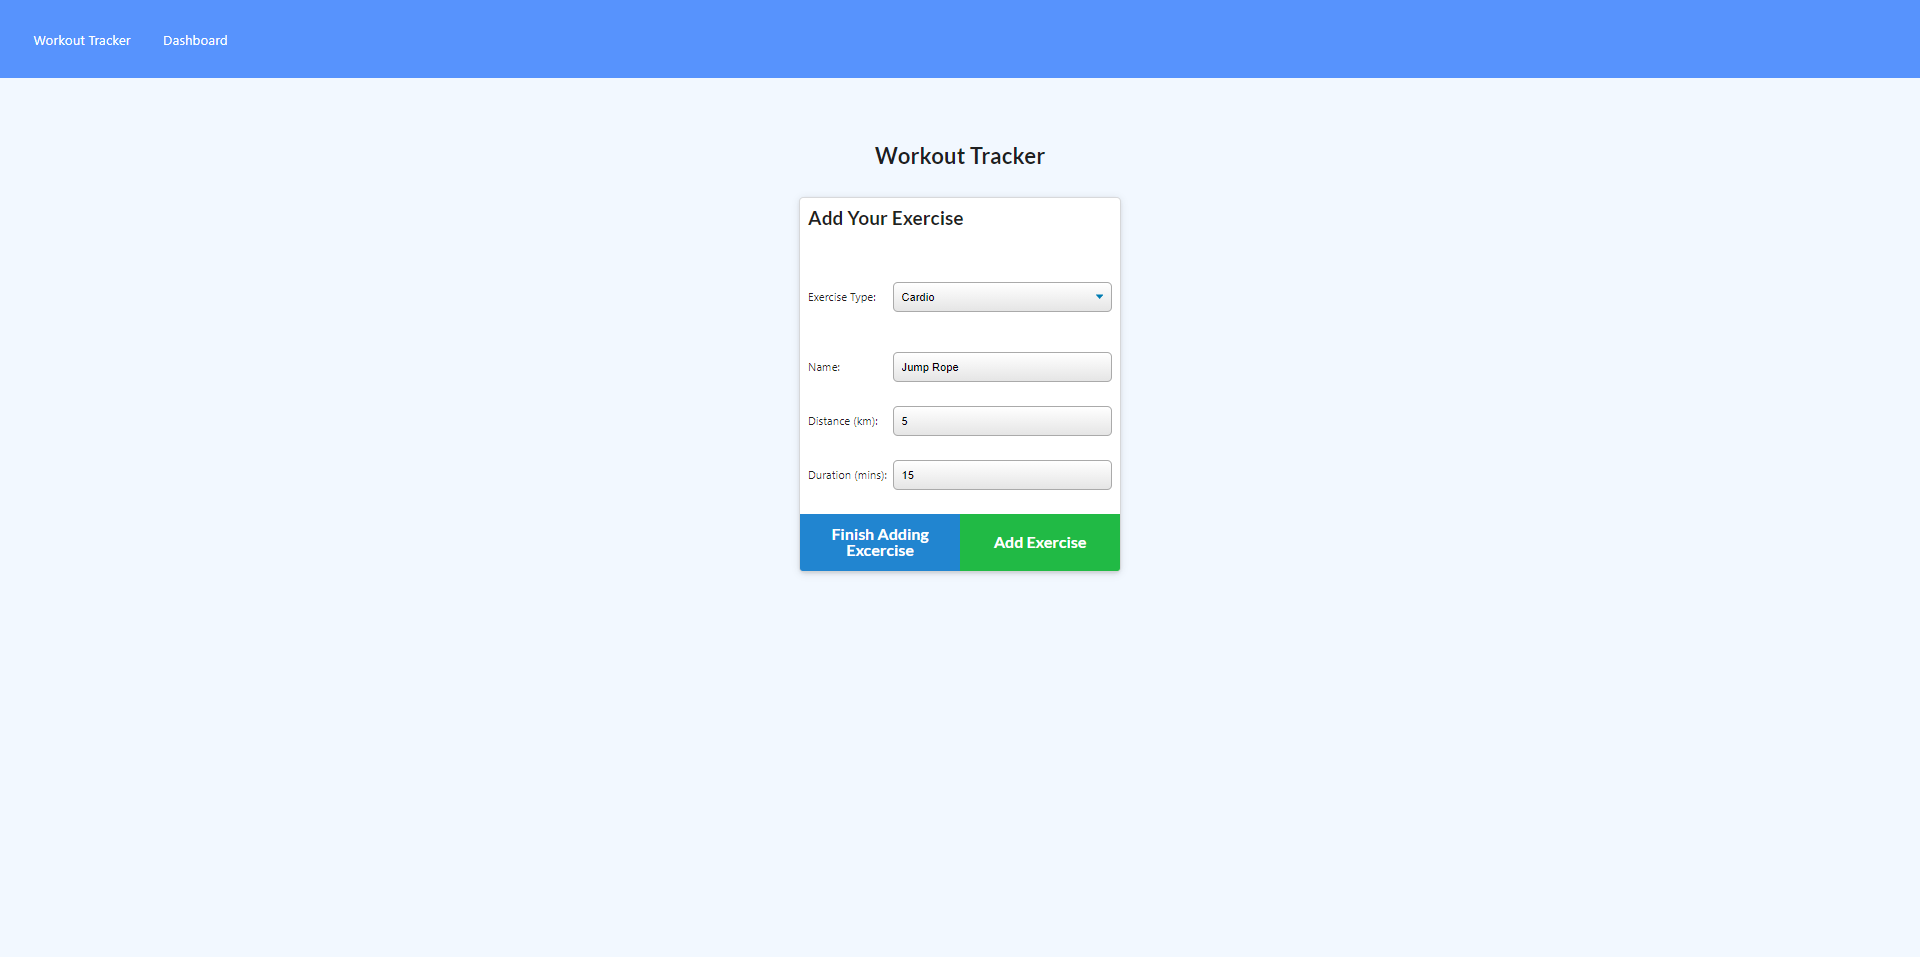 Workout Tracker Dashboard
Workout Tracker
Add Your Exercise
Exercise Type: Cardio
Name: Jump Rope
Distance (km): 5
Duration (mins): 15
Finish Adding
Excercise
Add Exercise